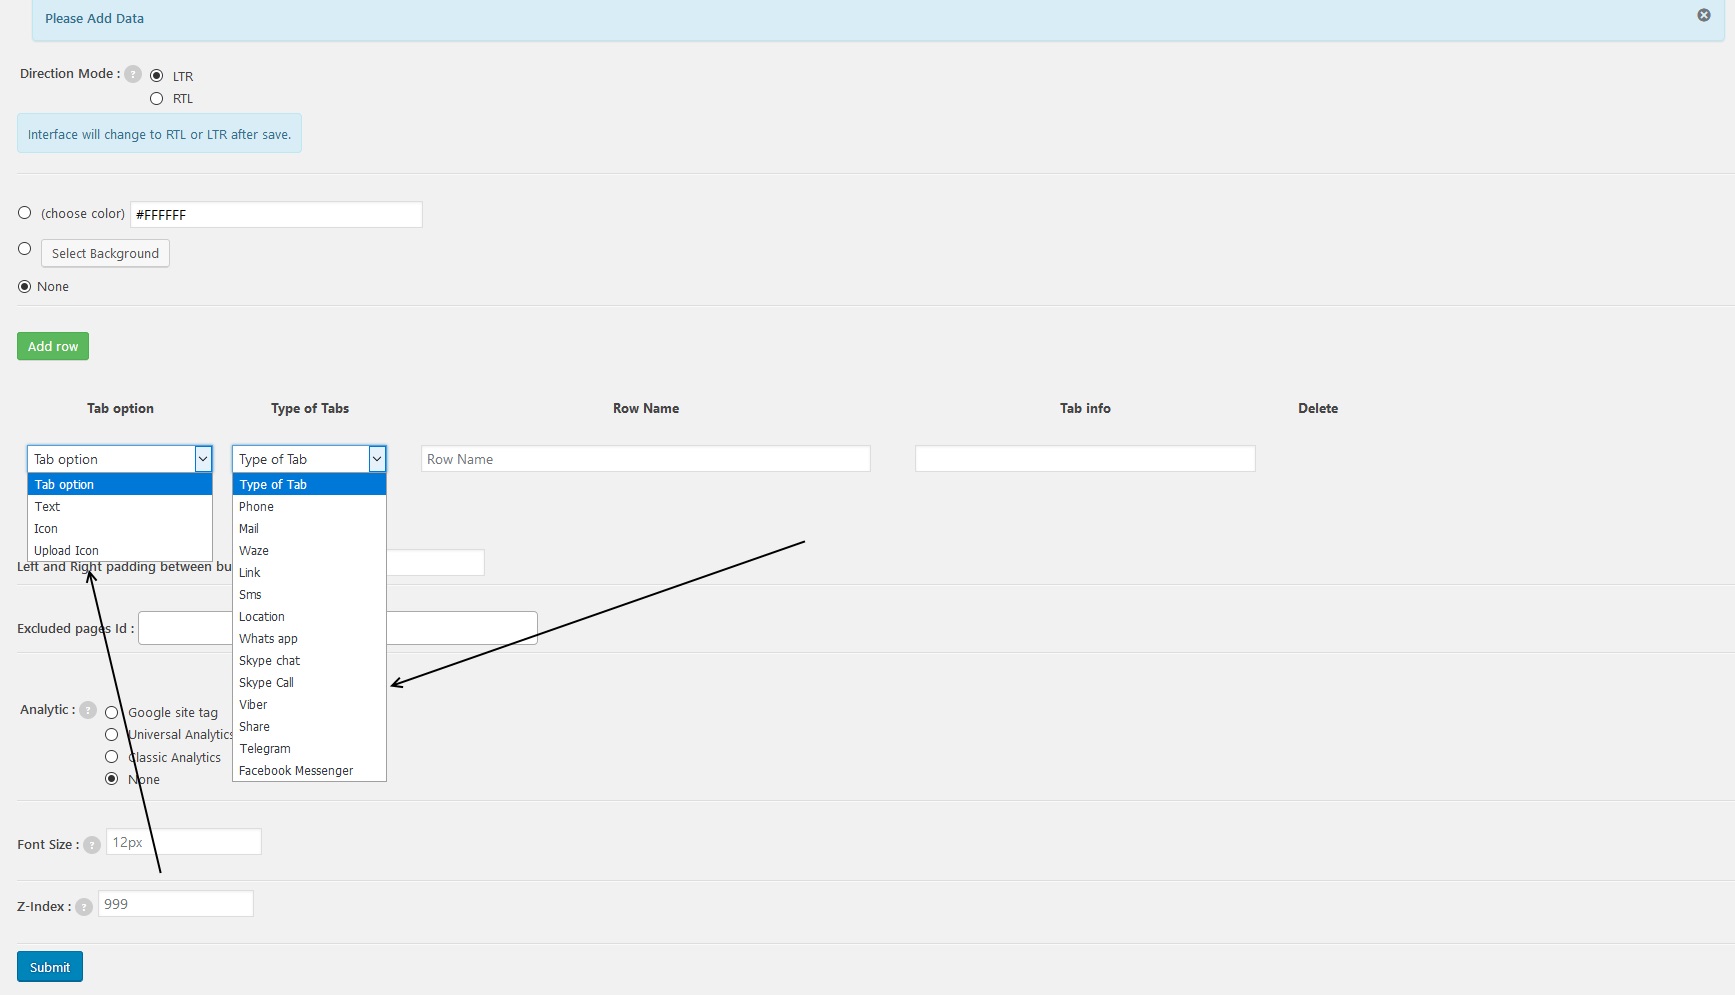 Please Add Data
Direction Mode : ? LTR
RTL
Interface will change to RTL or LTR after save.
(choose color) #FFFFFF
Select Background
None
Add row
Tab option Type of Tabs Row Name Tab info Delete
Tab option Type of Tab Row Name
Tab option
Text
Icon
Upload Icon
Type of Tab
Phone
Mail
Waze
Link
Sms
Location
Whats app
Skype chat
Skype Call
Viber
Share
Telegram
Facebook Messenger
Left and Right padding between bu
Excluded pages Id :
Analytic : ? Google site tag
Universal Analytics
Classic Analytics
None
Font Size : ? 12px
Z-Index : ? 999
Submit